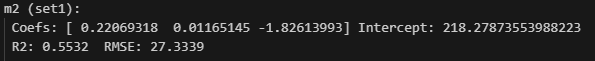 m2 (set1):
Coefs: [ 0.22069318  0.01165145 -1.82613993] Intercept: 218.27873553988223
R2: 0.5532  RMSE: 27.3339